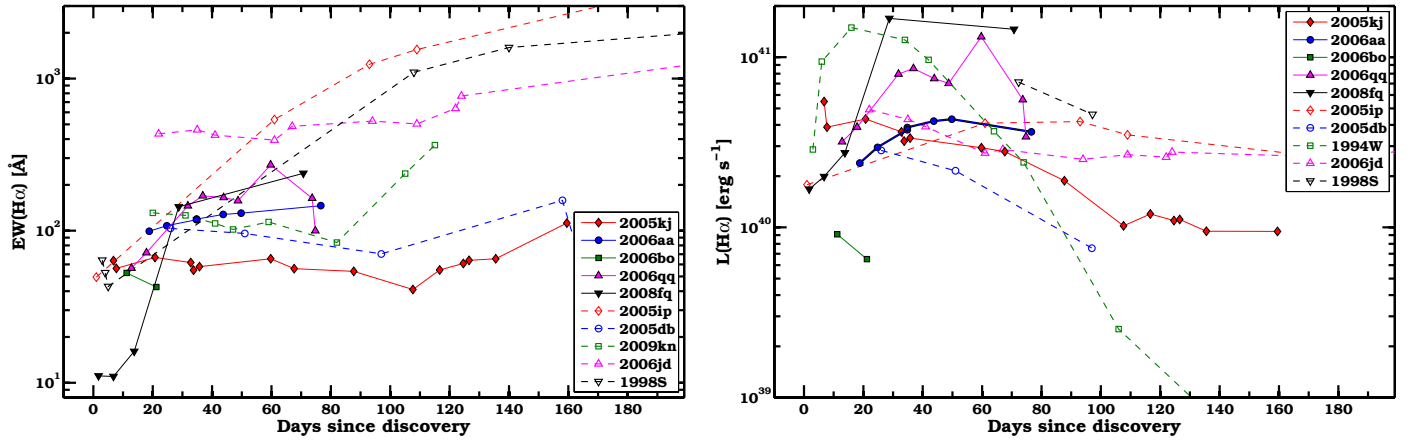 EW(Hα) [Å]
10³
10²
10¹
0 20 40 60 80 100 120 140 160 180
Days since discovery
2005kj
2006aa
2006bo
2006qq
2008fq
2005ip
2005db
2009kn
2006jd
1998S
L(Hα) [erg s⁻¹]
10⁴¹
10⁴⁰
10³⁹
0 20 40 60 80 100 120 140 160 180
Days since discovery
2005kj
2006aa
2006bo
2006qq
2008fq
2005ip
2005db
1994W
2006jd
1998S